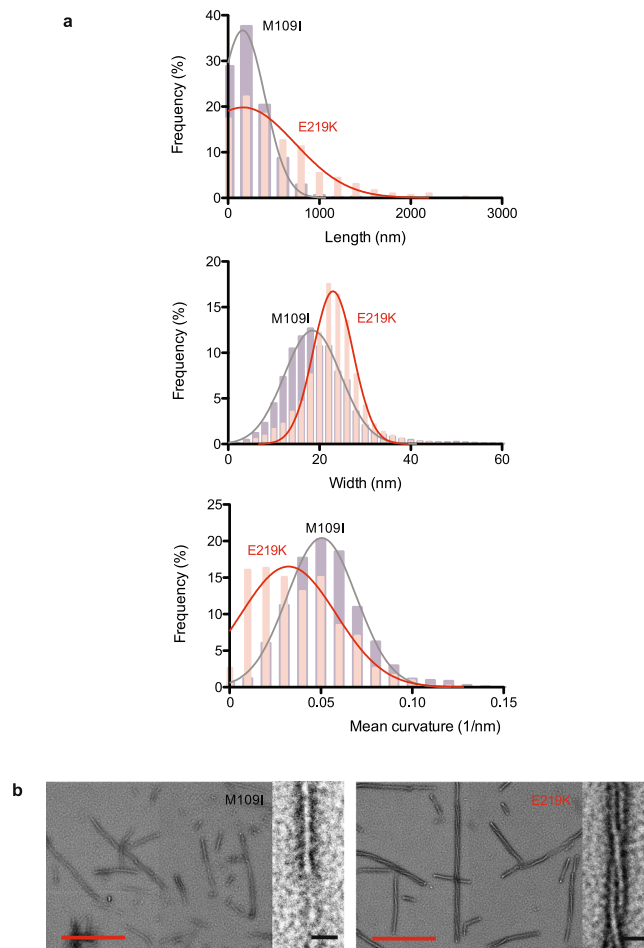 a
40
M109I
30
Frequency (%)
20
E219K
10
0
0 1000 2000 3000
Length (nm)
20
M109I E219K
15
Frequency (%)
10
5
0
0 20 40 60
Width (nm)
25
M109I
20
E219K
15
Frequency (%)
10
5
0
0 0.05 0.10 0.15
Mean curvature (1/nm)
b
M109I E219K